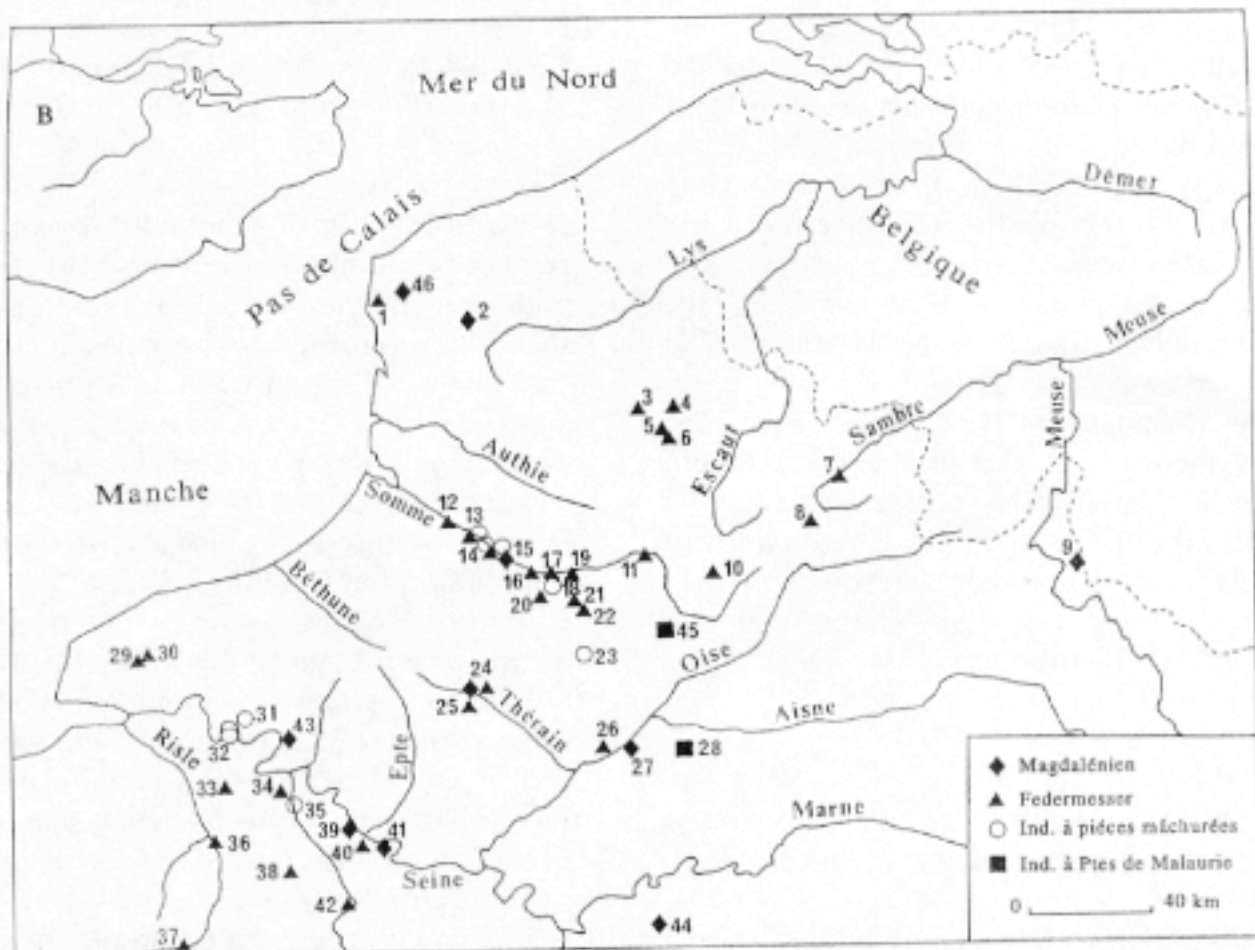 B
Mer du Nord
Pas de Calais
Belgique
Démer
Lys
Meuse
46
1
2
3
4
5
6
Escaut
Sambre
Meuse
7
8
9
Manche
Authie
Somme
12
13
14
15
16
17
18
19
20
21
22
11
10
Béthune
45
23
Oise
29
30
24
25
Thérain
Aisne
31
32
43
Risle
Epte
26
27
28
33
34
35
36
39
40
41
38
42
37
Seine
Marne
44
Magdalénien
Federmesser
Ind. à pièces mâchurées
Ind. à Ptes de Malaurie
0 40 km